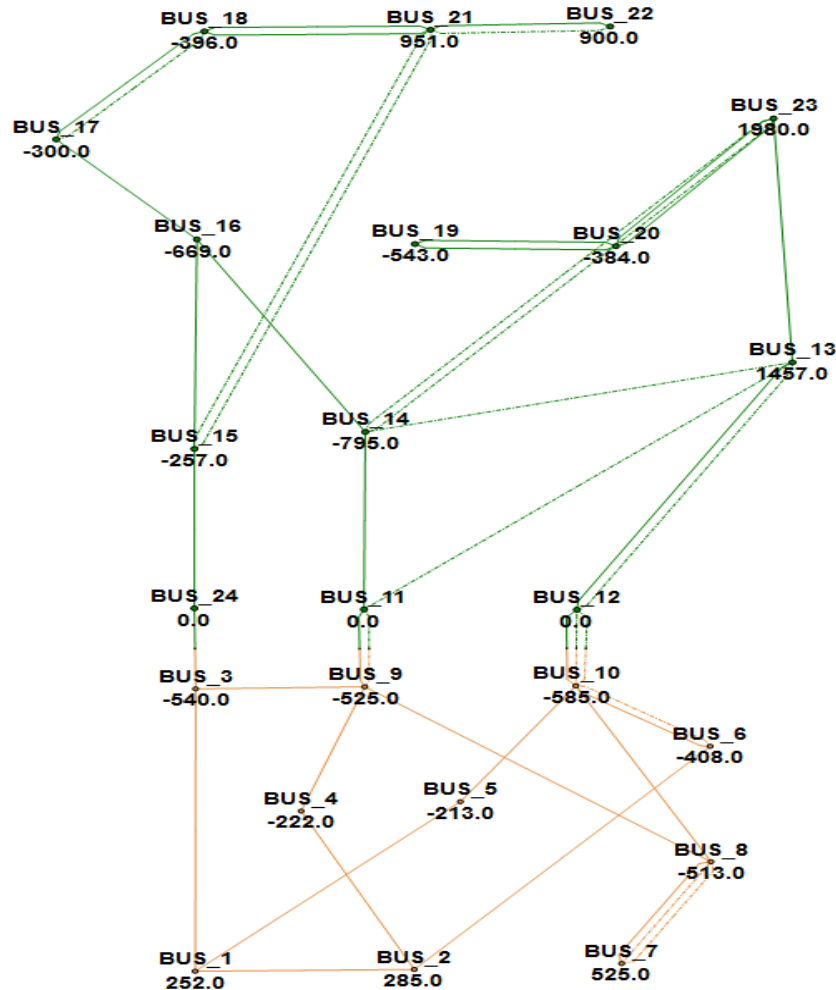 BUS_18
-396.0
BUS_21
951.0
BUS_22
900.0
BUS_17
-300.0
BUS_23
1980.0
BUS_16
-669.0
BUS_19
-543.0
BUS_20
-384.0
BUS_13
1457.0
BUS_15
-257.0
BUS_14
-795.0
BUS_24
0.0
BUS_11
0.0
BUS_12
0.0
BUS_3
-540.0
BUS_9
-525.0
BUS_10
-585.0
BUS_6
-408.0
BUS_4
-222.0
BUS_5
-213.0
BUS_8
-513.0
BUS_1
252.0
BUS_2
285.0
BUS_7
525.0